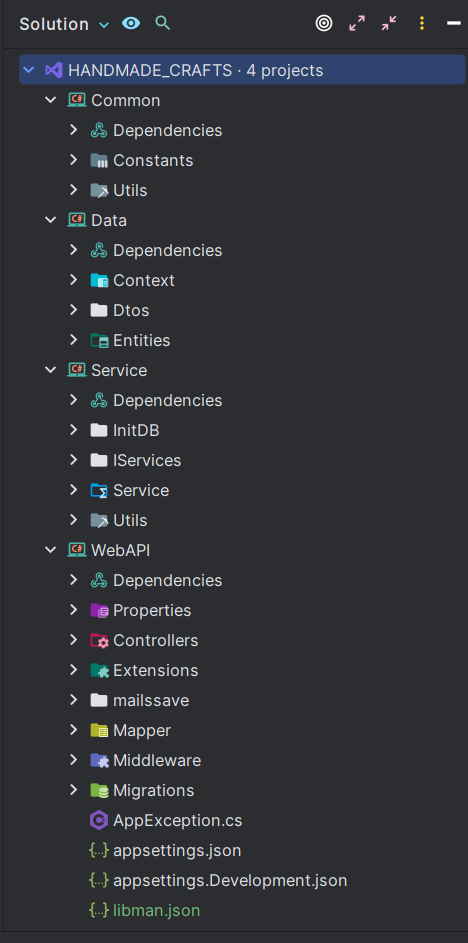 Solution
HANDMADE_CRAFTS · 4 projects
C# Common
Dependencies
Constants
Utils
C# Data
Dependencies
Context
Dtos
Entities
C# Service
Dependencies
InitDB
IServices
Service
Utils
C# WebAPI
Dependencies
Properties
Controllers
Extensions
mailssave
Mapper
Middleware
Migrations
AppException.cs
{...} appsettings.json
{...} appsettings.Development.json
{...} libman.json